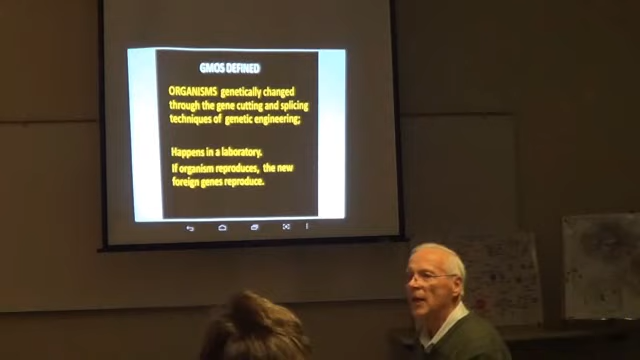 GMOS DEFINED
ORGANISMS genetically changed
through the gene cutting and splicing
techniques of genetic engineering;
Happens in a laboratory.
If organism reproduces, the new
foreign genes reproduce.